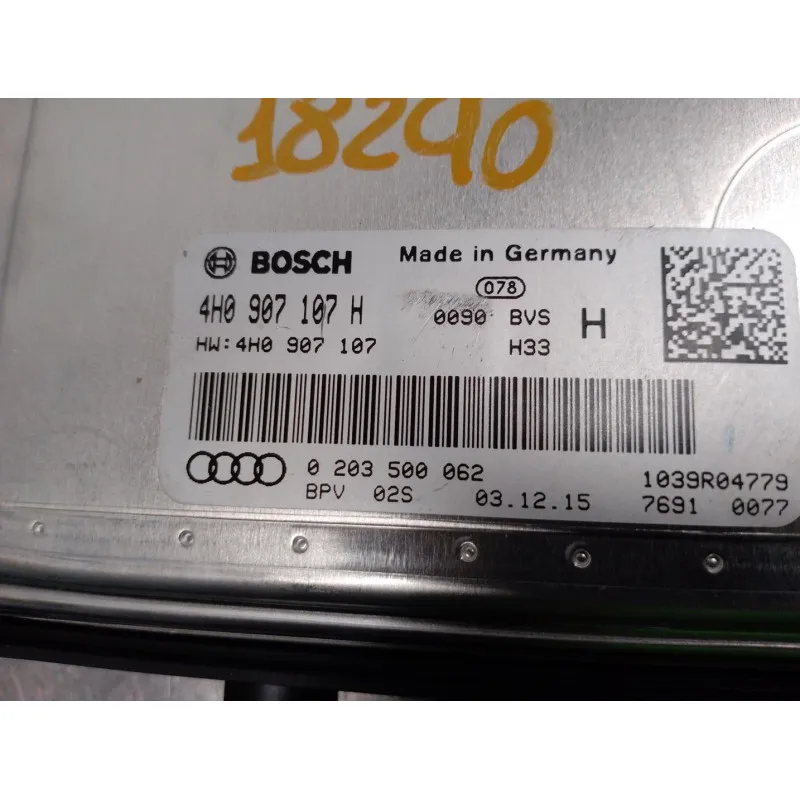 18290
BOSCH Made in Germany
078
4H0 907 107 H 0090 BVS H
HW:4H0 907 107 H33
0 203 500 062 1039R04779
BPV 02S 03.12.15 7691 0077